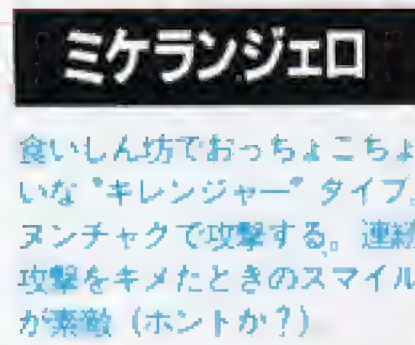 ミケランジェロ
食いしん坊でおっちょこちょ
いな“キレンジャー”タイプ。
ヌンチャクで攻撃する。連続
攻撃をキメたときのスマイル
が素敵（ホントか？）